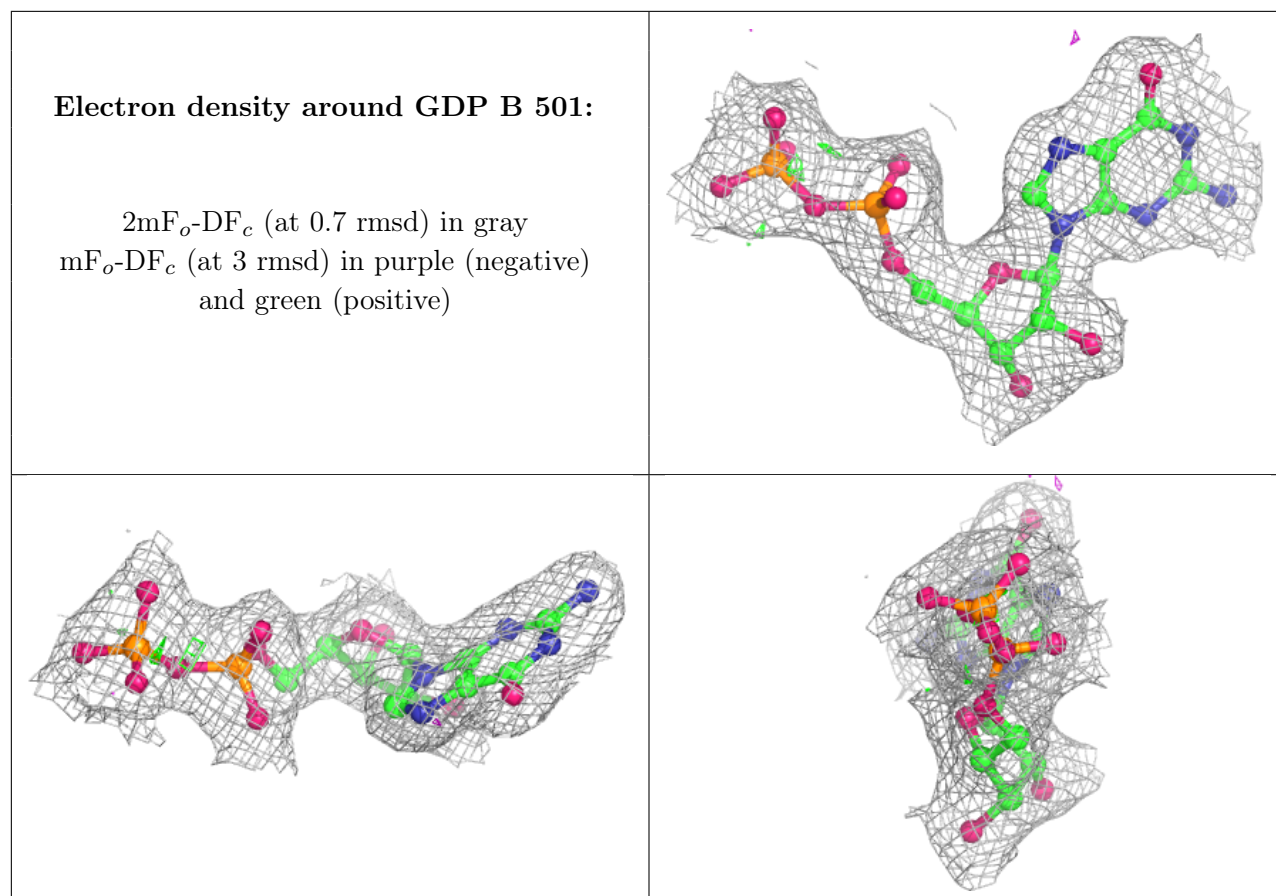 Electron density around GDP B 501:
2mFo-DFc (at 0.7 rmsd) in gray
mFo-DFc (at 3 rmsd) in purple (negative)
and green (positive)